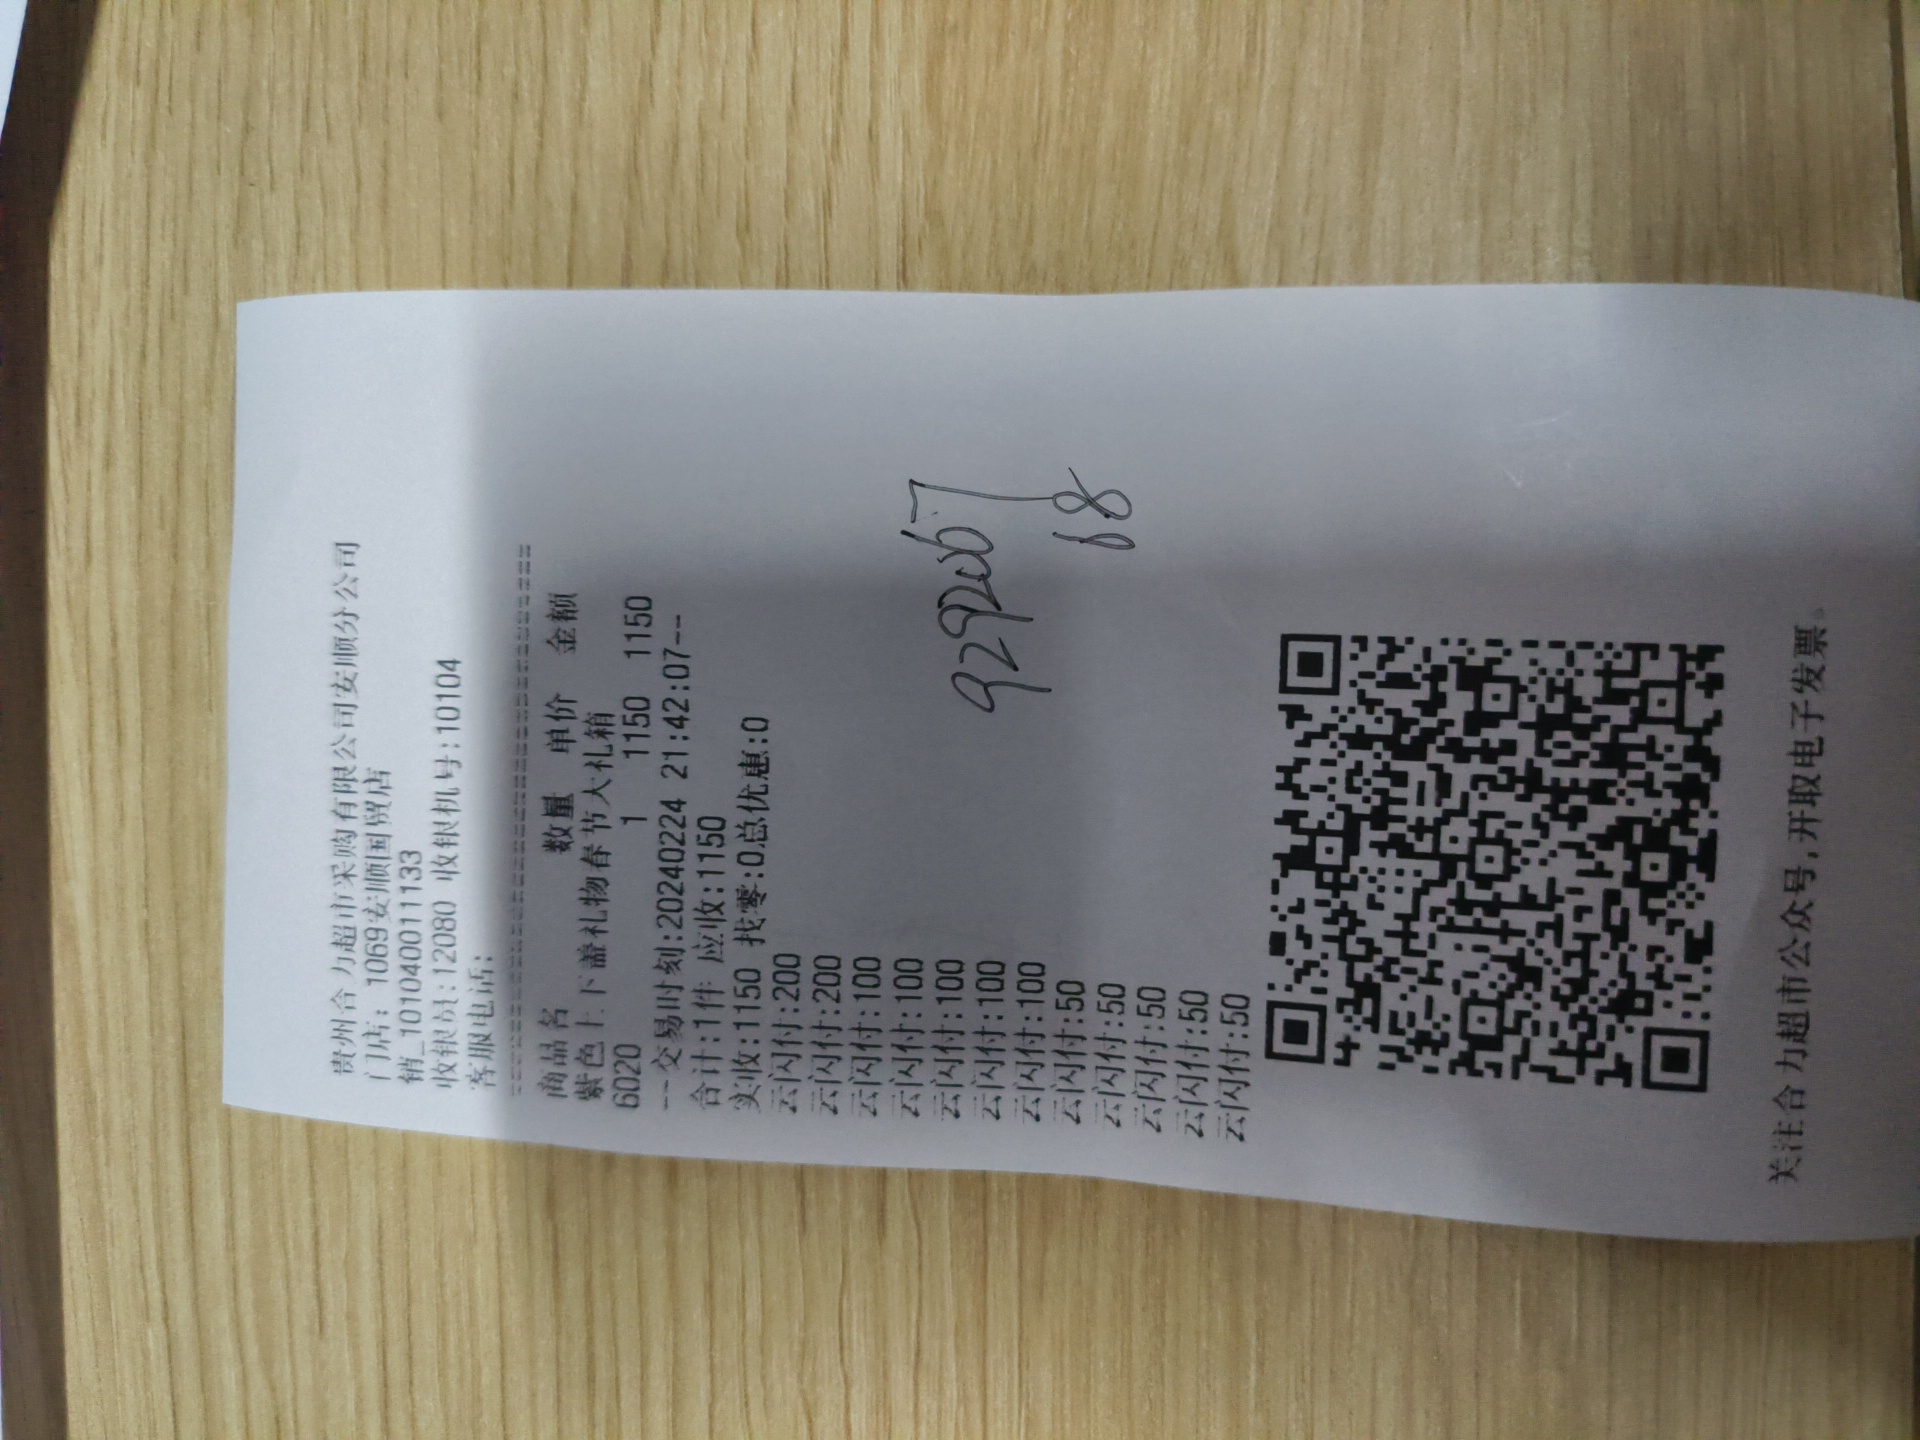 贵州合力超市采购有限公司安顺分公司
门店: 1069安顺国贸店
销_101040011133
收银员:12080 收银机号:10104
客服电话:
商品名 数量 单价 金额
紫色上下盖礼物春节大礼箱
6020 1 1150 1150
---交易时刻:20240224 21:42:07--
合计:1件 应收:1150
实收:1150 找零:0总优惠:0
云闪付:200
云闪付:200
云闪付:100
云闪付:100
云闪付:100
云闪付:100
云闪付:100
云闪付:50
云闪付:50
云闪付:50
云闪付:50
云闪付:50
68
关注合力超市公众号,开取电子发票。